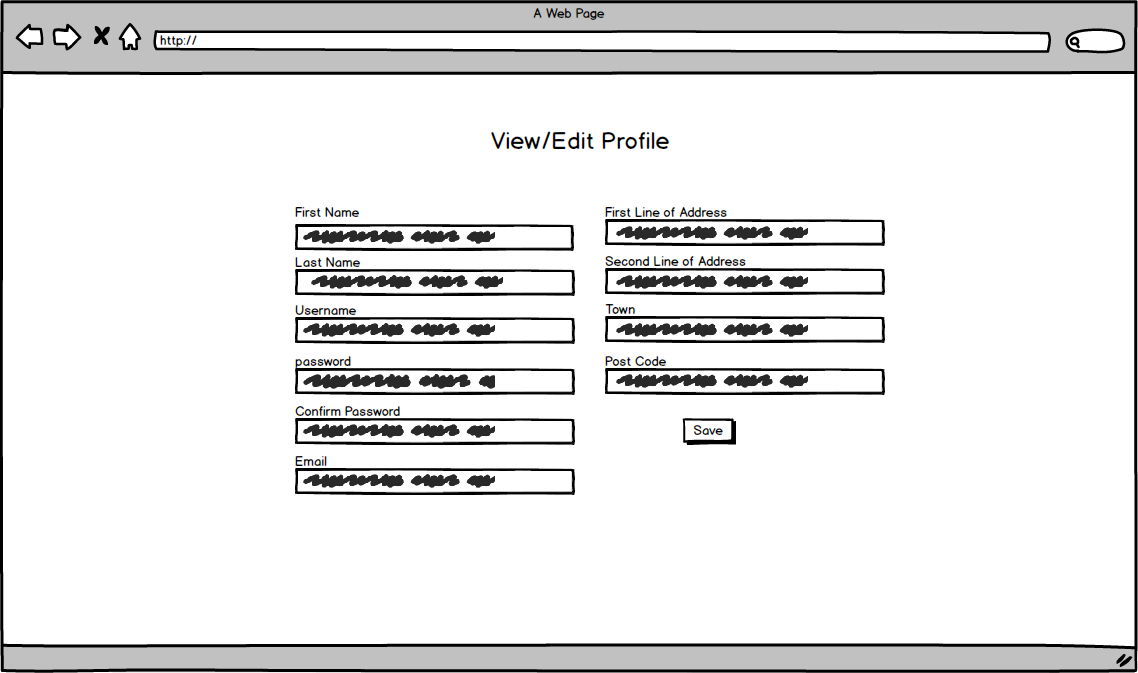 A Web Page
http://
View/Edit Profile
First Name
Last Name
Username
password
Confirm Password
Email
First Line of Address
Second Line of Address
Town
Post Code
Save